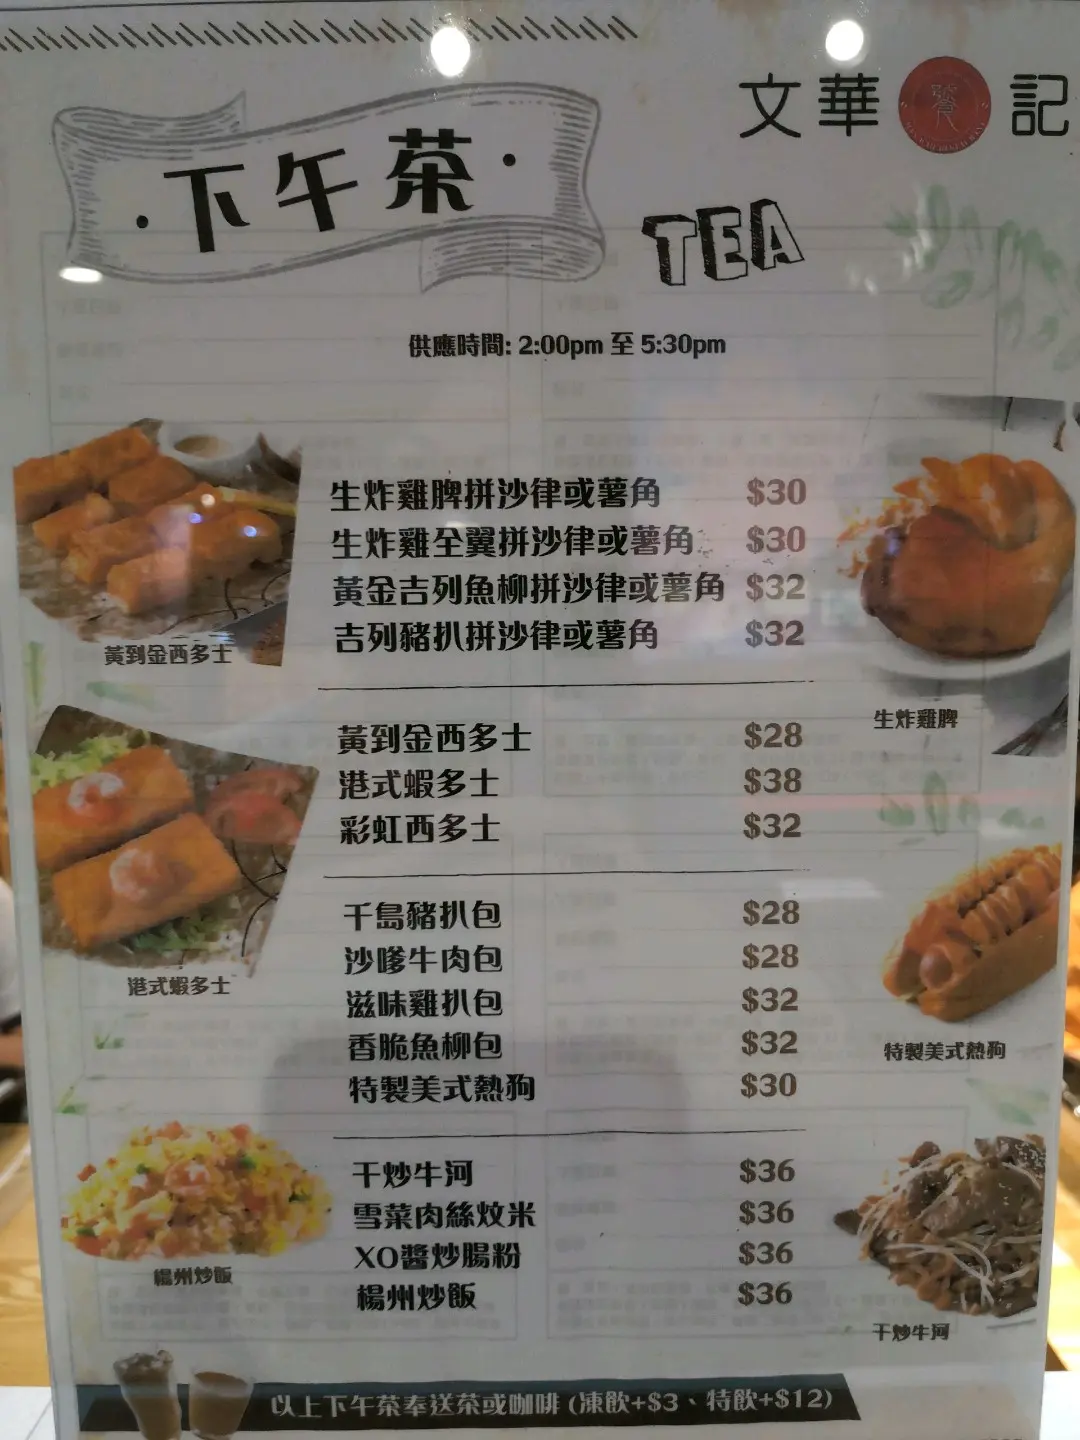 文華 記
下午茶
TEA
供應時間: 2:00pm 至 5:30pm
生炸雞脾拼沙律或薯角 $30
生炸雞全翼拼沙律或薯角 $30
黃金吉列魚柳拼沙律或薯角 $32
吉列豬扒拼沙律或薯角 $32
黃到金西多士
生炸雞脾
黃到金西多士 $28
港式蝦多士 $38
彩虹西多士 $32
港式蝦多士
千島豬扒包 $28
沙嗲牛肉包 $28
滋味雞扒包 $32
香脆魚柳包 $32
特製美式熱狗 $30
特製美式熱狗
干炒牛河 $36
雪菜肉絲炆米 $36
XO醬炒腸粉 $36
楊州炒飯 $36
楊州炒飯
干炒牛河
以上下午茶奉送茶或咖啡 (凍飲+$3、特飲+$12)